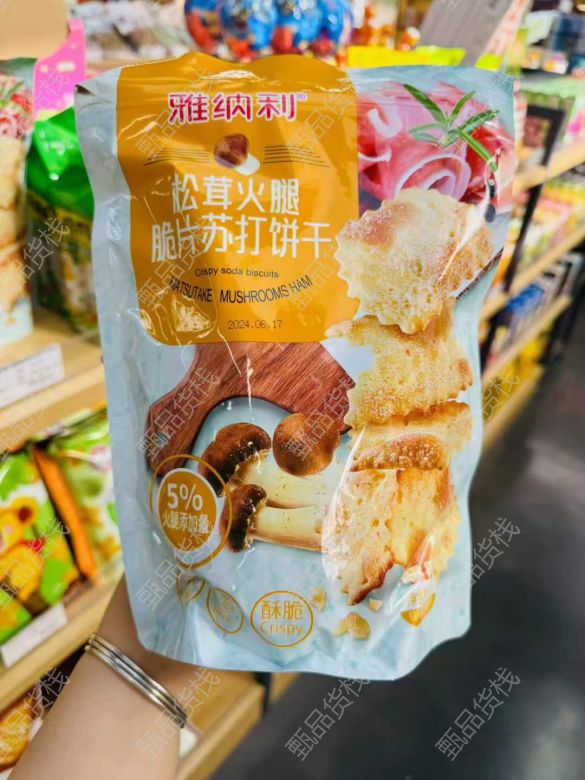 雅纳利®
松茸火腿
脆片苏打饼干
Crispy soda biscuits
MATSUTAKE MUSHROOMS HAM
2024.06.17
5%
火腿添加量
酥脆
Crispy
甄品货栈